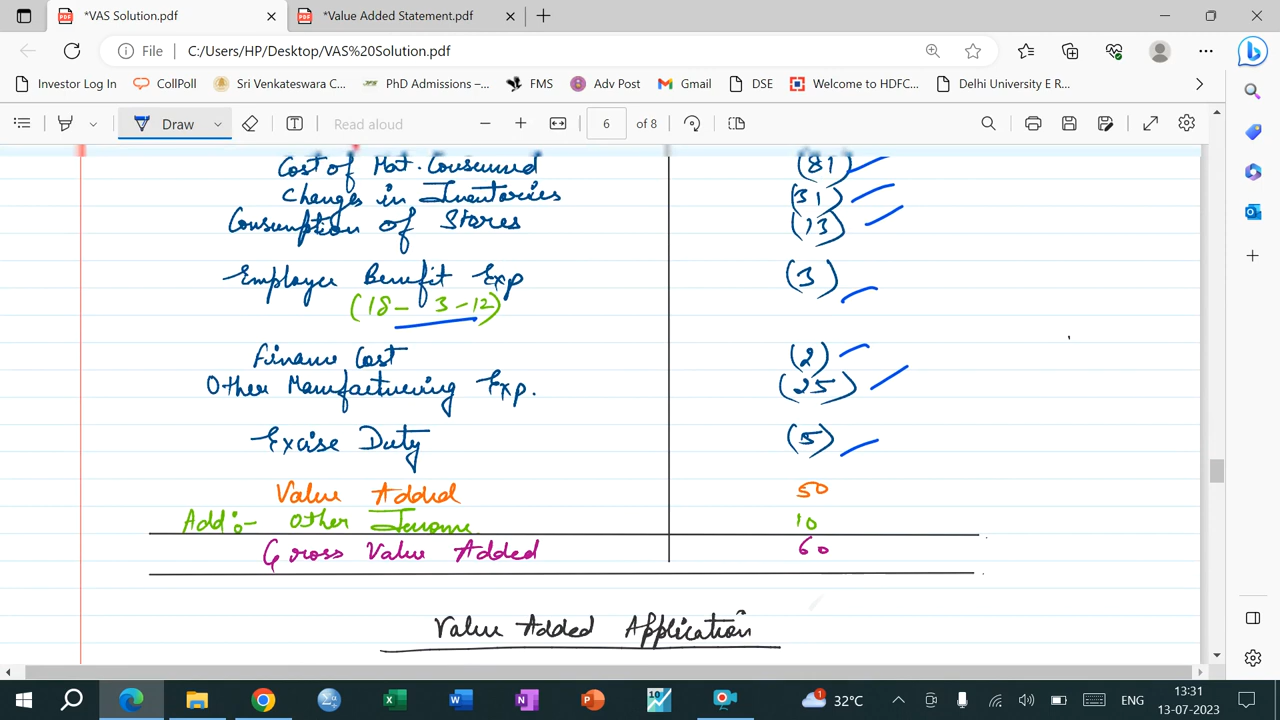 *VAS Solution.pdf
*Value Added Statement.pdf
File C:/Users/HP/Desktop/VAS%20Solution.pdf
Investor Log In CollPoll Sri Venkateswara C... PhD Admissions –... FMS Adv Post Gmail DSE Welcome to HDFC... Delhi University E R...
Draw Read aloud 6 of 8
Cost of Mat. Consumed (81)
Changes in Inventories (31)
Consumption of Stores (13)
Employee Benefit Exp (3)
(18 - 3 - 12)
Finance Cost (2)
Other Manufacturing Exp. (25)
Excise Duty (5)
Value Added 50
Add:- Other Income 10
Gross Value Added 60
Value Added Application
1 32°C ENG 13:31
13-07-2023